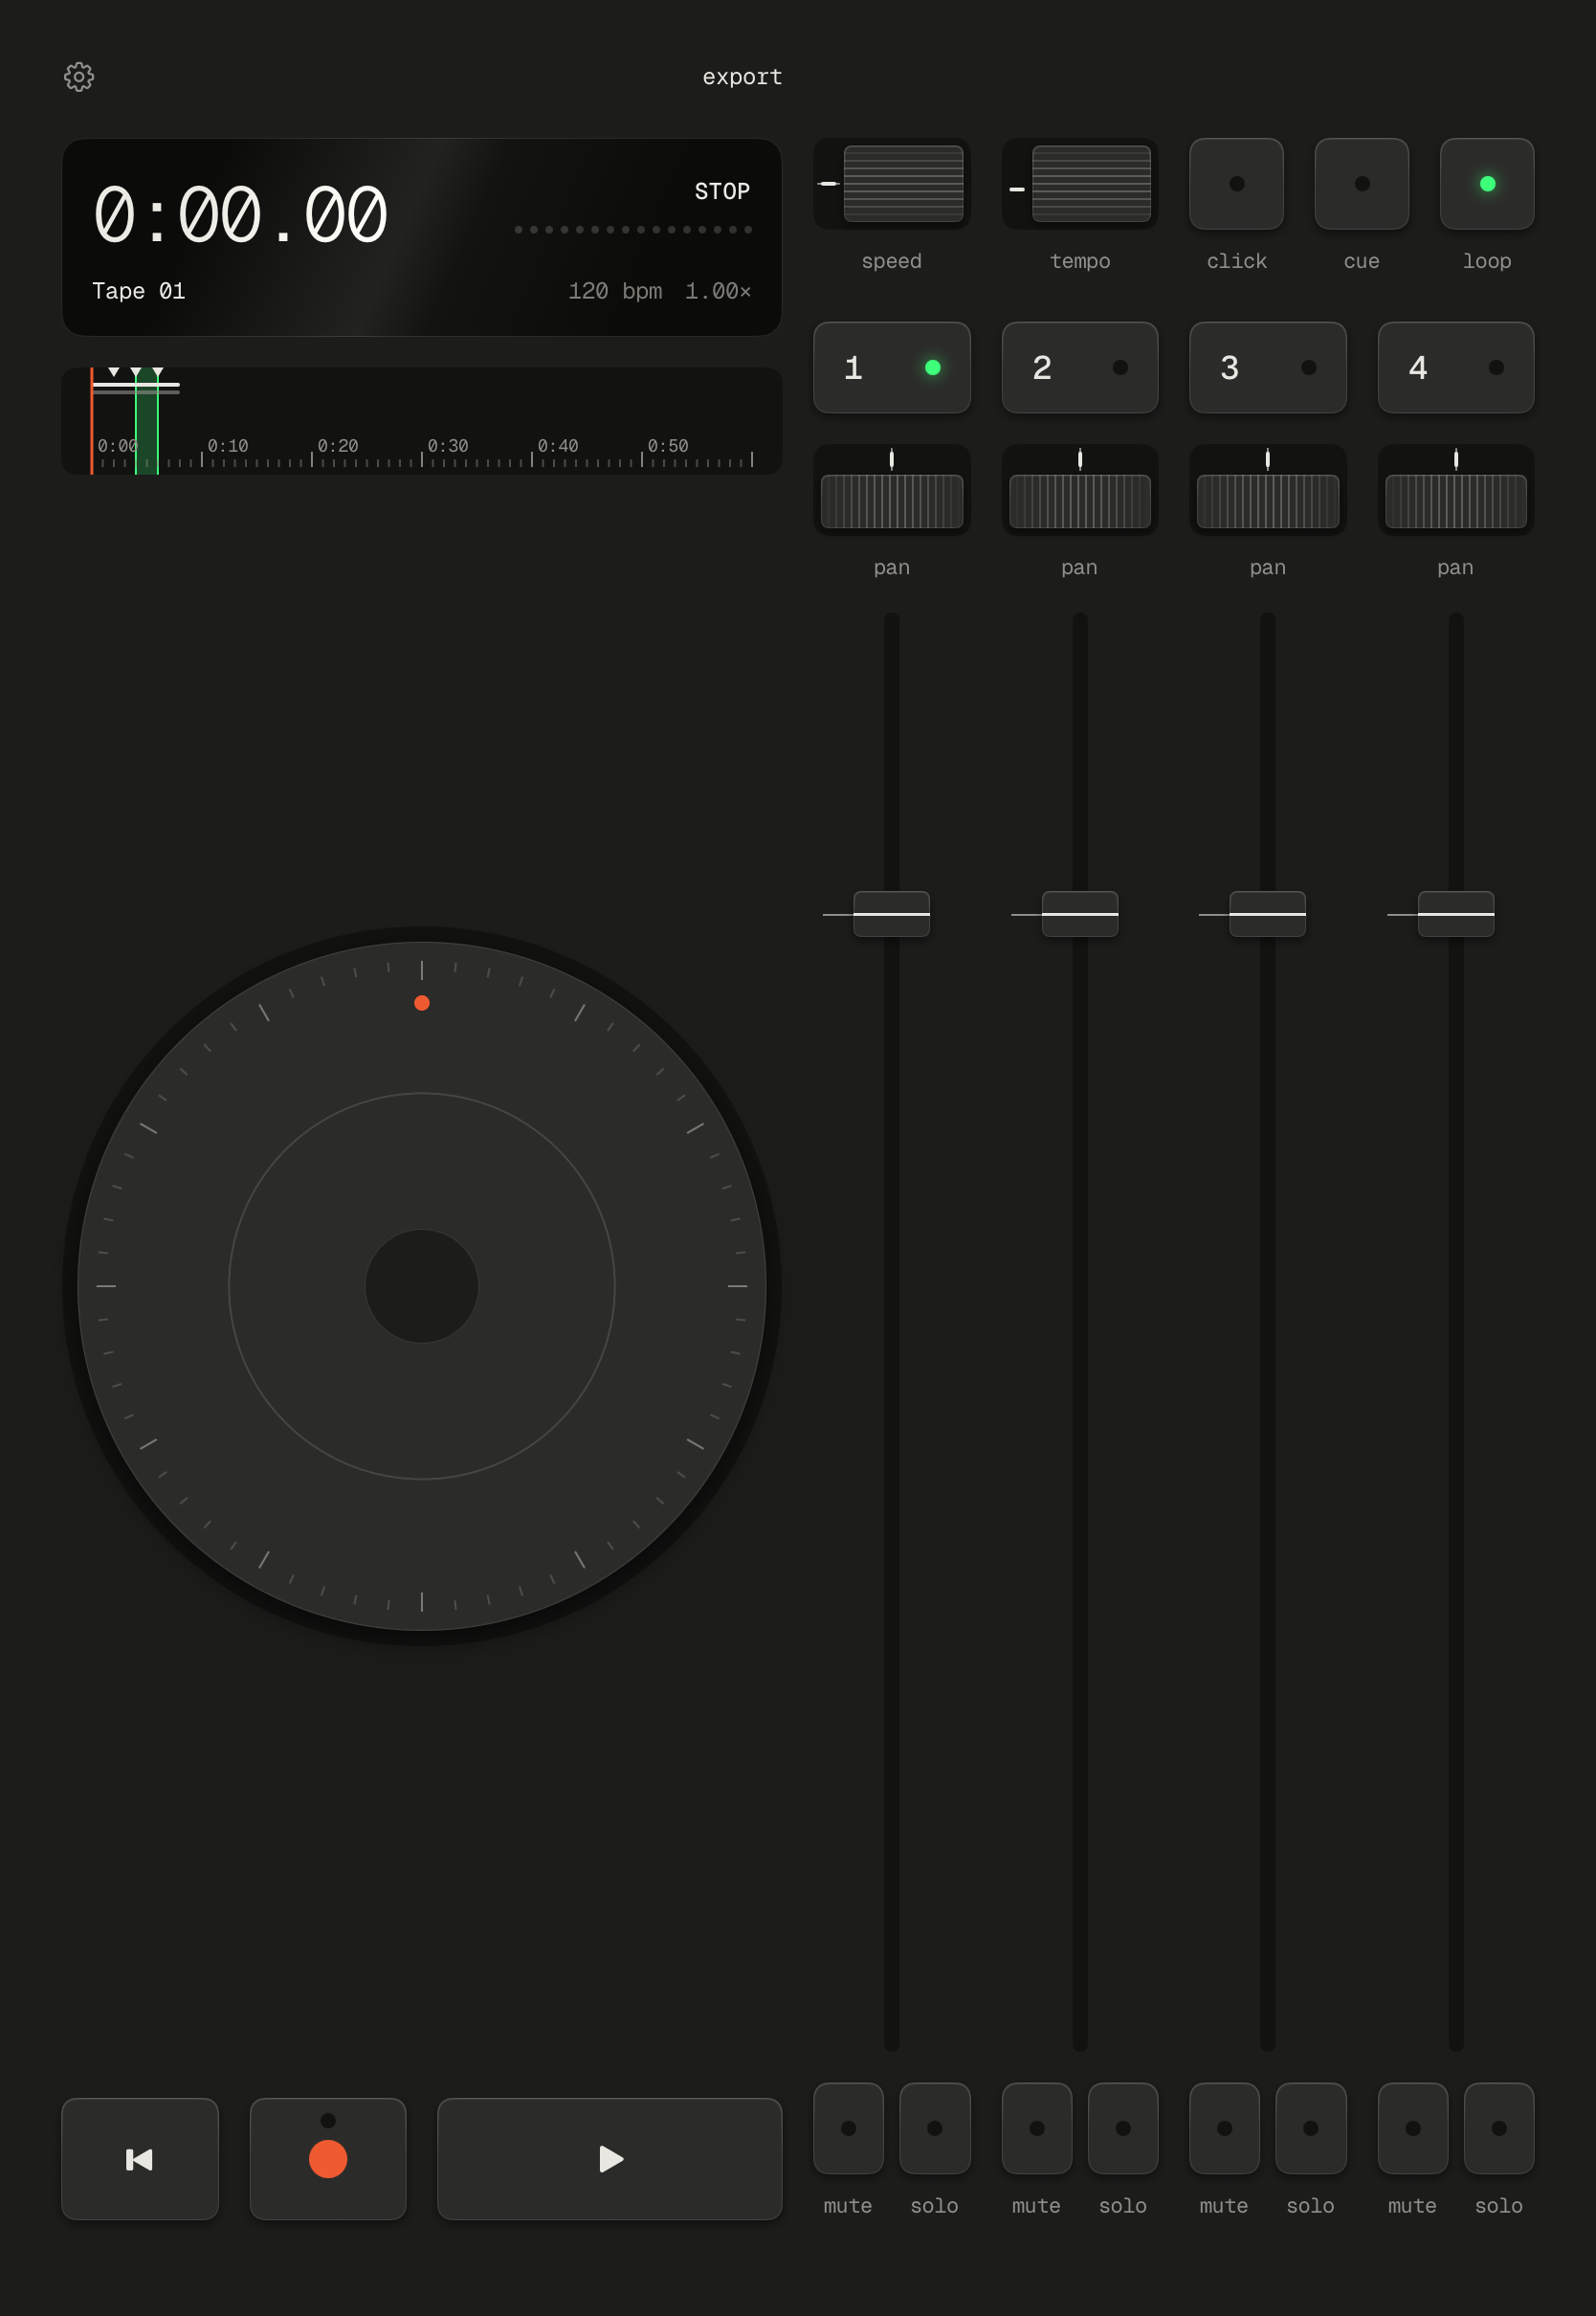 export
0:00.00
STOP
Tape 01
120 bpm 1.00×
0:00 0:10 0:20 0:30 0:40 0:50
speed tempo click cue loop
1 2 3 4
pan pan pan pan
mute solo mute solo mute solo mute solo